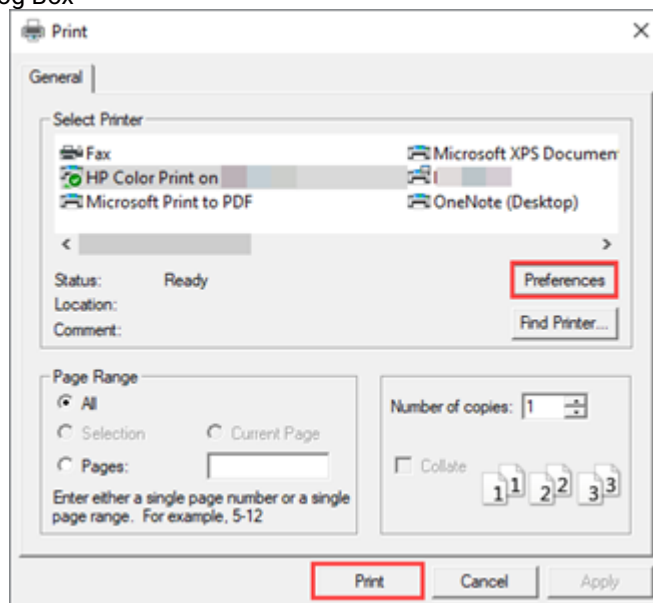 og Box
Print
General
Select Printer
Fax
Microsoft XPS Documen
HP Color Print on
Microsoft Print to PDF
OneNote (Desktop)
Status: Ready
Preferences
Location:
Find Printer...
Comment:
Page Range
All
Selection
Current Page
Pages:
Enter either a single page number or a single
page range. For example, 5-12
Number of copies: 1
Collate
1 1 2 2 3 3
Print
Cancel
Apply